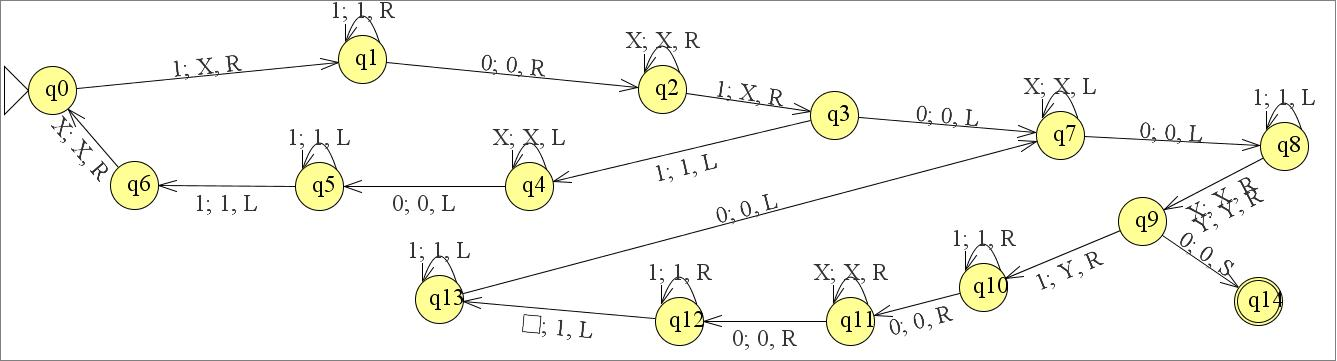 1; 1, R
q1
X; X, R
q0
1; X, R
0; 0, R
q2
1; X, R
q3
X; X, L
q7
1; 1, L
q8
0; 0, L
0; 0, L
X; X, R
1; 1, L
X; X, L
1; 1, L
q6
1; 1, L
q5
0; 0, L
q4
0; 0, L
X; X, R
Y; Y, R
q9
0; 0, S
q14
1; Y, R
1; 1, R
q10
0; 0, R
X; X, R
q11
0; 0, R
1; 1, R
q12
□; 1, L
1; 1, L
q13